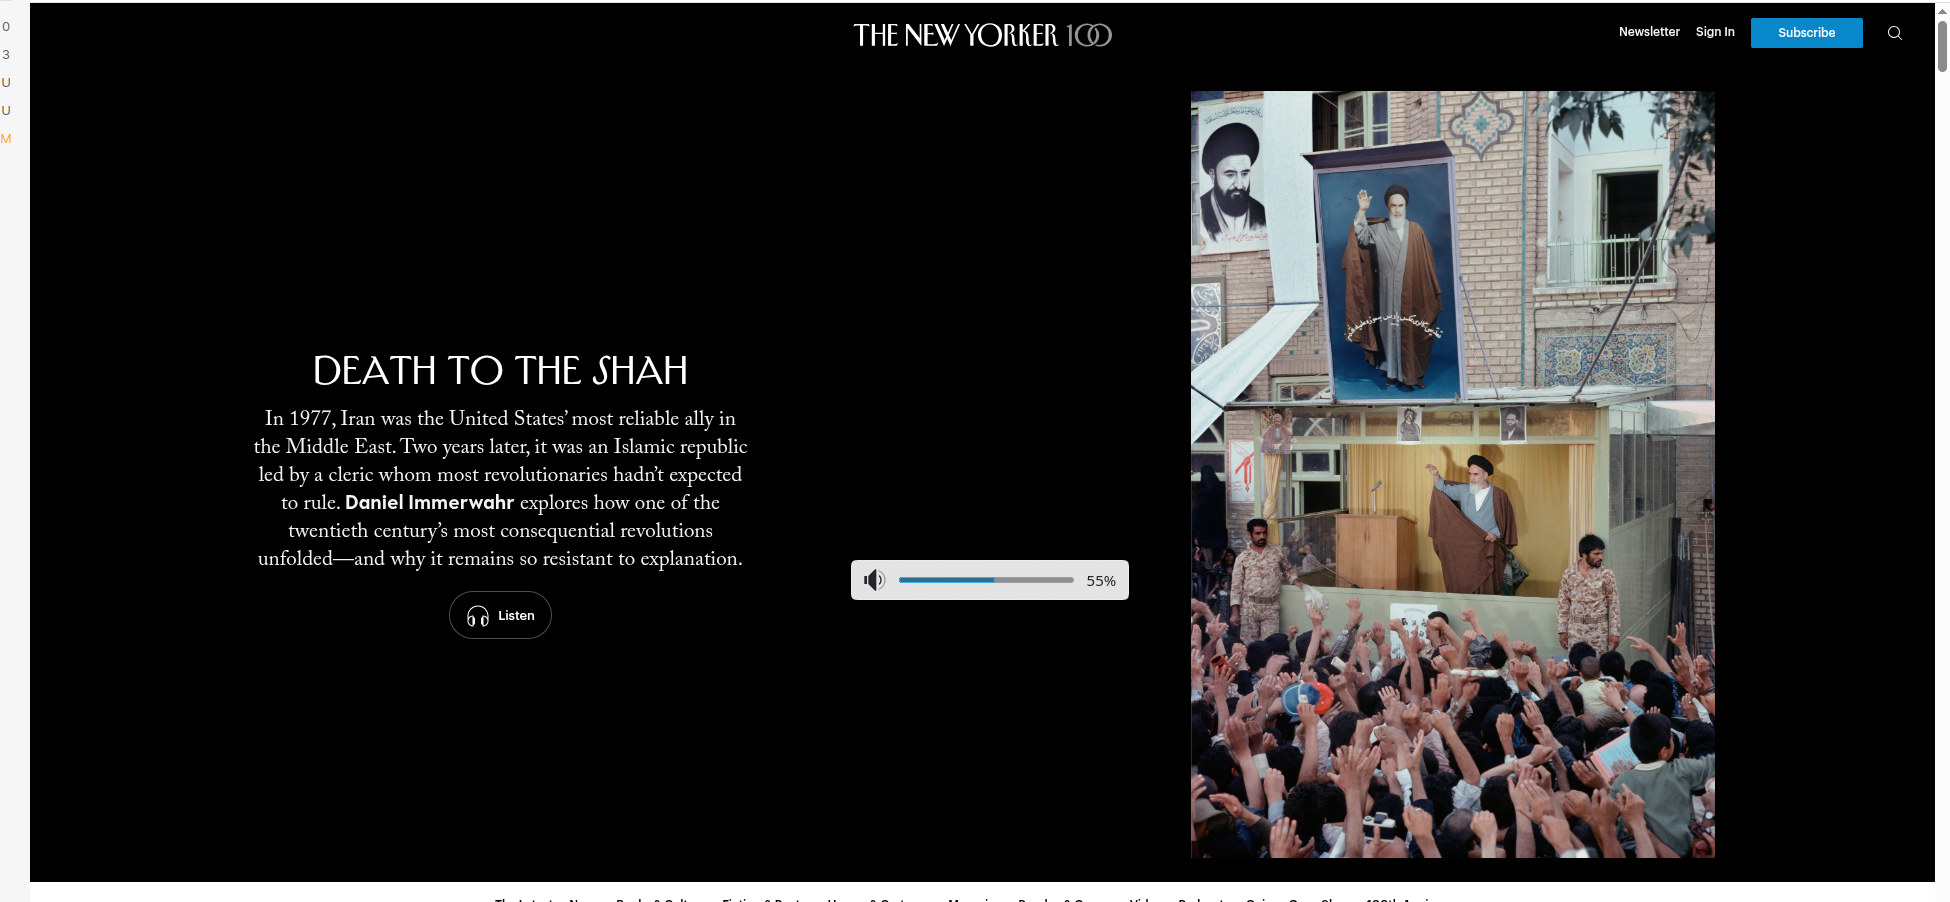 0
3
U
U
M
THE NEW YORKER 100
Newsletter Sign In Subscribe
DEATH TO THE SHAH
In 1977, Iran was the United States’ most reliable ally in
the Middle East. Two years later, it was an Islamic republic
led by a cleric whom most revolutionaries hadn’t expected
to rule. Daniel Immerwahr explores how one of the
twentieth century’s most consequential revolutions
unfolded—and why it remains so resistant to explanation.
Listen
55%